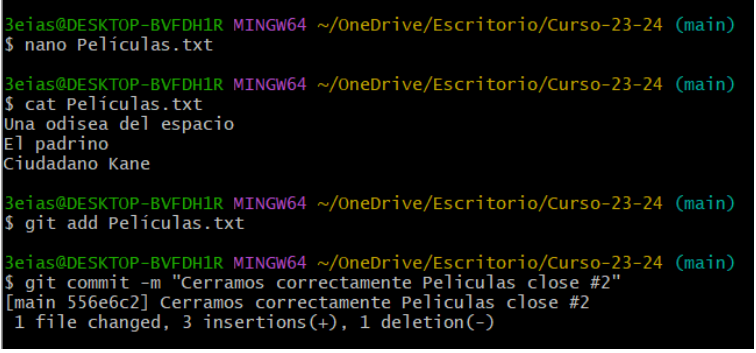 3eias@DESKTOP-BVFDH1R MINGW64 ~/OneDrive/Escritorio/Curso-23-24 (main)
$ nano Películas.txt
3eias@DESKTOP-BVFDH1R MINGW64 ~/OneDrive/Escritorio/Curso-23-24 (main)
$ cat Películas.txt
Una odisea del espacio
El padrino
Ciudadano Kane
3eias@DESKTOP-BVFDH1R MINGW64 ~/OneDrive/Escritorio/Curso-23-24 (main)
$ git add Películas.txt
3eias@DESKTOP-BVFDH1R MINGW64 ~/OneDrive/Escritorio/Curso-23-24 (main)
$ git commit -m "Cerramos correctamente Peliculas close #2"
[main 556e6c2] Cerramos correctamente Peliculas close #2
 1 file changed, 3 insertions(+), 1 deletion(-)